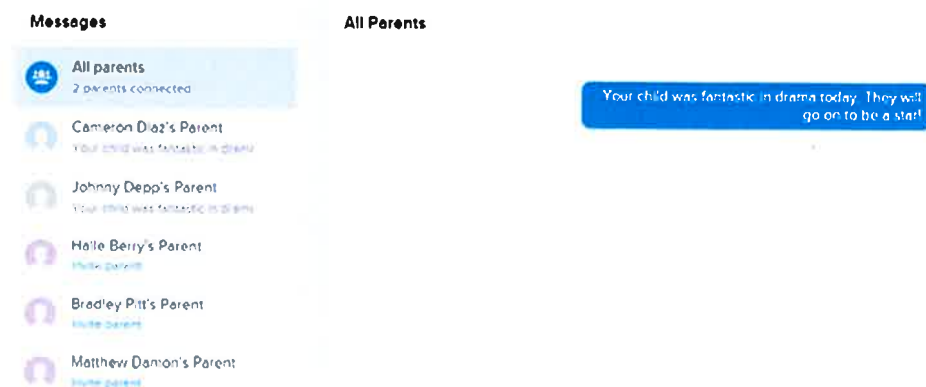 Messages
All parents
2 parents connected
Cameron Diaz's Parent
Your child was fantastic in drama
Johnny Depp's Parent
Your child was fantastic in drama
Halle Berry's Parent
Invite parent
Bradley Pitt's Parent
Invite parent
Matthew Damon's Parent
Invite parent
All Parents
Your child was fantastic in drama today. They will
go on to be a star!